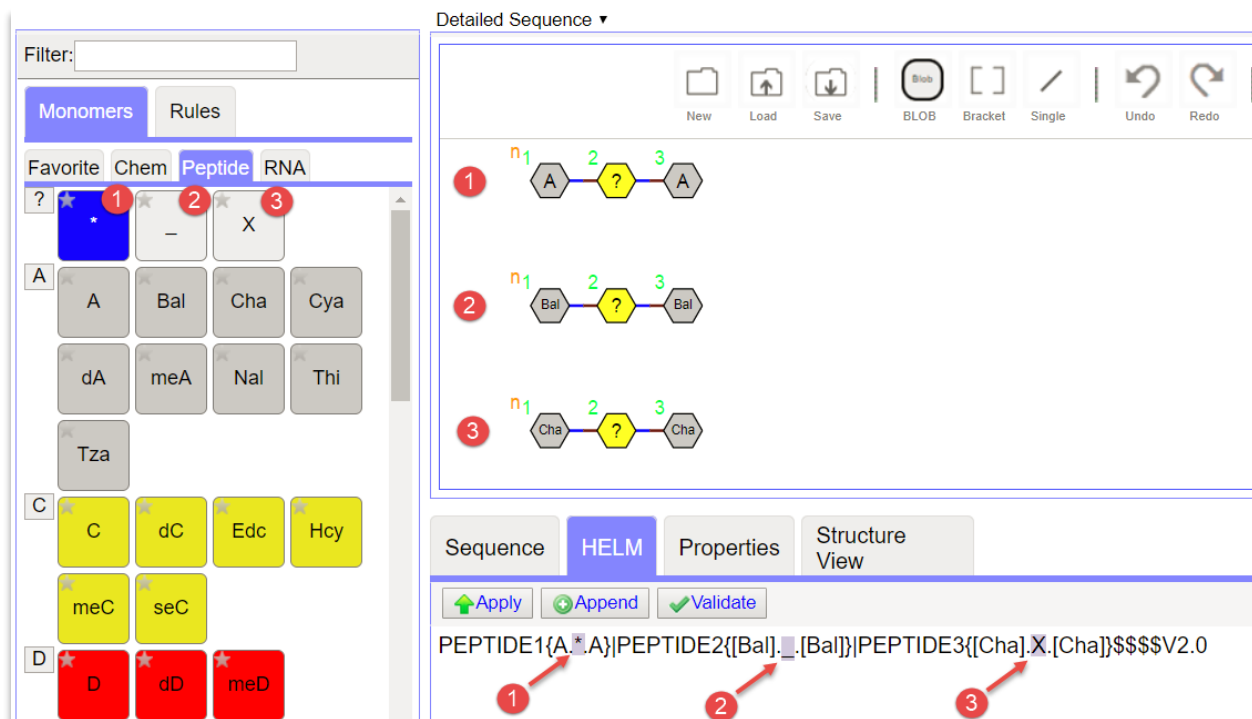 Detailed Sequence ▾
Filter:
Monomers Rules
Favorite Chem Peptide RNA
? * 1 _ 2 X 3
A A Bal Cha Cya
dA meA Nal Thi
Tza
C C dC Edc Hcy
meC seC
D D dD meD
Blob
New Load Save BLOB Bracket Single Undo Redo
1 n1 2 3
A ? A
2 n1 2 3
Bal ? Bal
3 n1 2 3
Cha ? Cha
Sequence HELM Properties Structure
View
Apply Append Validate
PEPTIDE1{A.*.A}|PEPTIDE2{[Bal]._.[Bal]}|PEPTIDE3{[Cha].X.[Cha]}$$$$V2.0
1 2 3